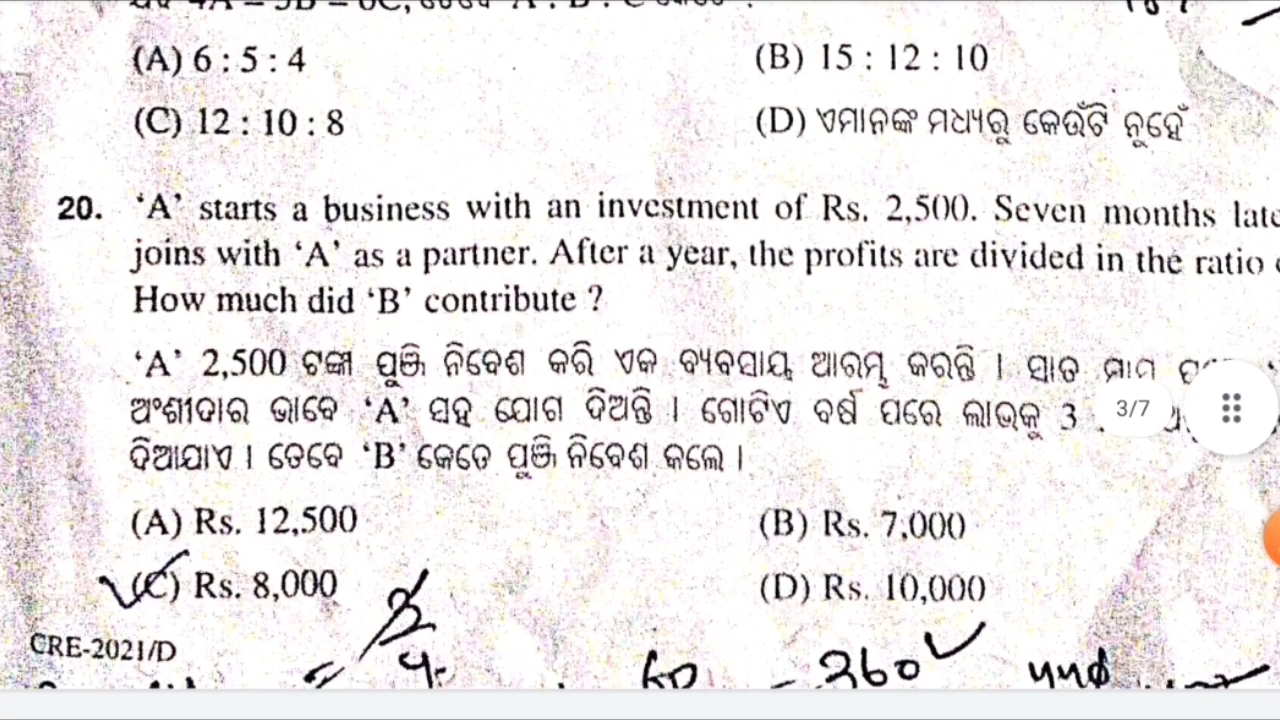 (A) 6 : 5 : 4
(B) 15 : 12 : 10
(C) 12 : 10 : 8
(D) ଏମାନଙ୍କ ମଧ୍ୟରୁ କେଉଁଟି ନୁହେଁ
20. ‘A’ starts a business with an investment of Rs. 2,500. Seven months
joins with ‘A’ as a partner. After a year, the profits are divided in the ratio
How much did ‘B’ contribute ?
‘A’ 2,500 ଟଙ୍କା ପୁଞ୍ଜି ନିବେଶ କରି ଏକ ବ୍ୟବସାୟ ଆରମ୍ଭ କରନ୍ତି । ସାତ ମାସ
ଅଂଶୀଦାର ଭାବେ ‘A’ ସହ ଯୋଗ ଦିଅନ୍ତି । ଗୋଟିଏ ବର୍ଷ ପରେ ଲାଭକୁ 3
3/7
ଦିଆଯାଏ । ତେବେ ‘B’ କେତେ ପୁଞ୍ଜି ନିବେଶ କଲେ ।
(A) Rs. 12,500
(B) Rs. 7,000
(C) Rs. 8,000
(D) Rs. 10,000
CRE-2021/D
360